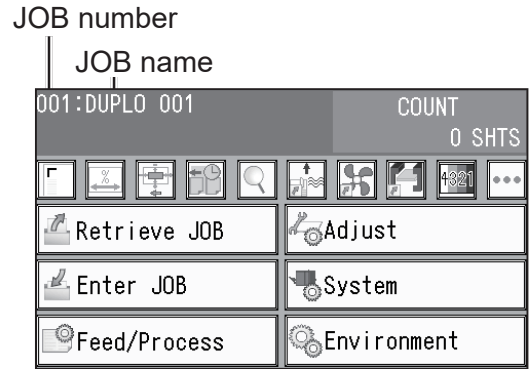 JOB number
JOB name
001:DUPLO 001
COUNT
0 SHTS
%
4321
Retrieve JOB
Adjust
Enter JOB
System
Feed/Process
Environment